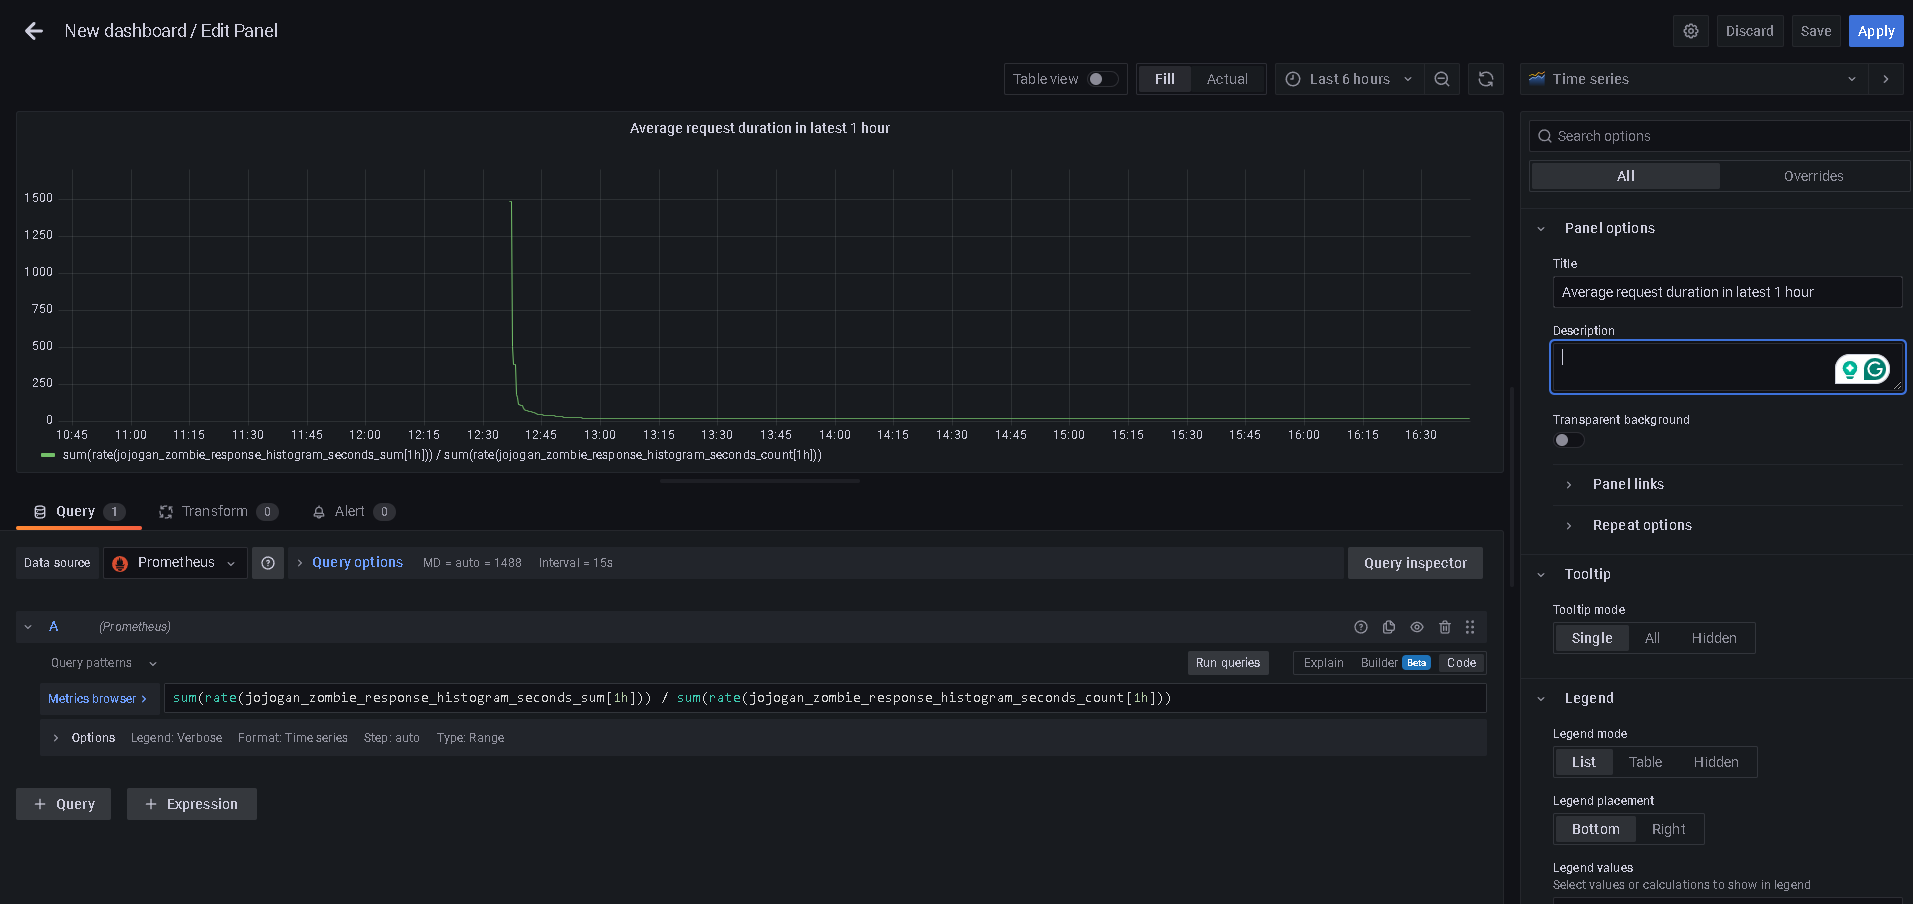 New dashboard / Edit Panel
Discard
Save
Apply
Table view
Fill
Actual
Last 6 hours
Time series
Average request duration in latest 1 hour
1500
1250
1000
750
500
250
0
10:45 11:00 11:15 11:30 11:45 12:00 12:15 12:30 12:45 13:00 13:15 13:30 13:45 14:00 14:15 14:30 14:45 15:00 15:15 15:30 15:45 16:00 16:15 16:30
sum(rate(jojogan_zombie_response_histogram_seconds_sum[1h])) / sum(rate(jojogan_zombie_response_histogram_seconds_count[1h]))
Query 1
Transform 0
Alert 0
Data source
Prometheus
Query options
MD = auto = 1488
Interval = 15s
Query inspector
A
(Prometheus)
Query patterns
Run queries
Explain
Builder Beta
Code
Metrics browser >
sum(rate(jojogan_zombie_response_histogram_seconds_sum[1h])) / sum(rate(jojogan_zombie_response_histogram_seconds_count[1h]))
Options
Legend: Verbose
Format: Time series
Step: auto
Type: Range
+ Query
+ Expression
Search options
All
Overrides
Panel options
Title
Average request duration in latest 1 hour
Description
Transparent background
Panel links
Repeat options
Tooltip
Tooltip mode
Single
All
Hidden
Legend
Legend mode
List
Table
Hidden
Legend placement
Bottom
Right
Legend values
Select values or calculations to show in legend